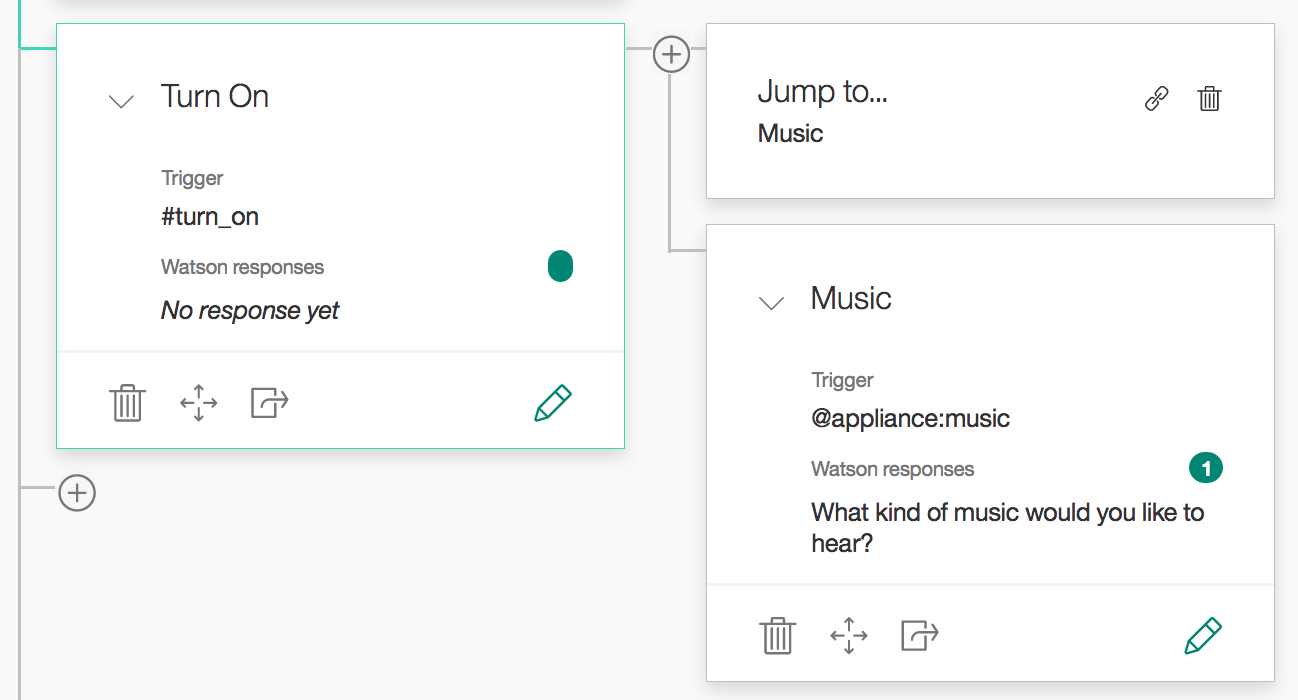 Turn On
Trigger
#turn_on
Watson responses
No response yet
Jump to...
Music
Music
Trigger
@appliance:music
Watson responses
1
What kind of music would you like to
hear?